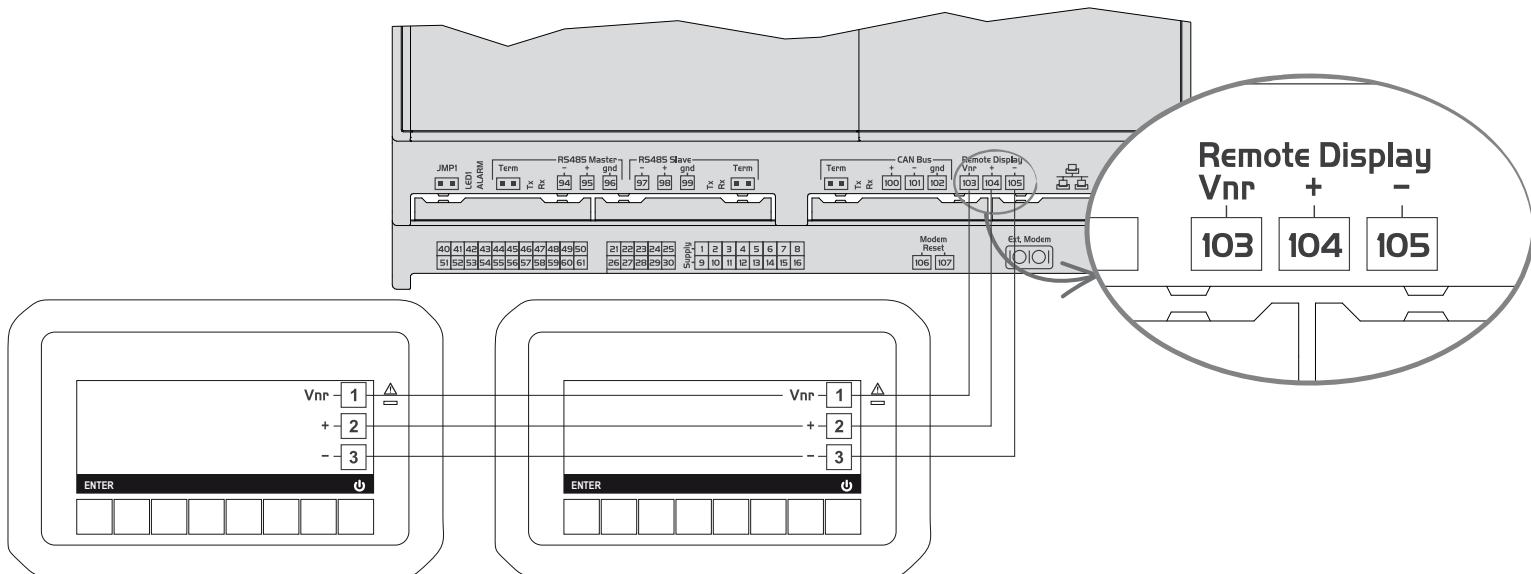 JMP1
LED1
ALARM
Term
Tx
Rx
RS485 Master
- + gnd
94 95 96
RS485 Slave
- + gnd
97 98 99
Tx
Rx
Term
Term
Tx
Rx
CAN Bus
+ - gnd
100 101 102
Remote Display
Vnr + -
103 104 105
40 41 42 43 44 45 46 47 48 49 50
51 52 53 54 55 56 57 58 59 60 61
21 22 23 24 25
26 27 28 29 30
Supply
1 2 3 4 5 6 7 8
9 10 11 12 13 14 15 16
Modem
Reset
106 107
Ext. Modem
|O|O|
Remote Display
Vnr + -
103 104 105
Vnr 1
+ 2
- 3
ENTER
Vnr 1
+ 2
- 3
ENTER